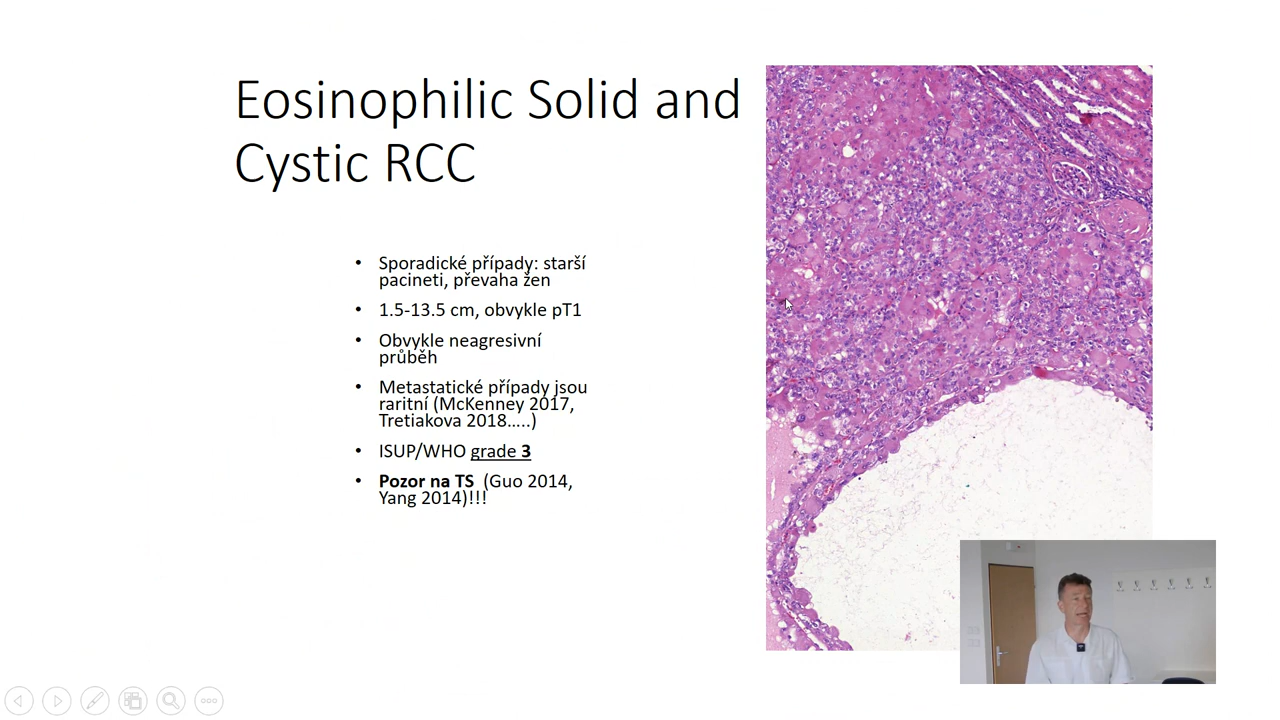 Eosinophilic Solid and
Cystic RCC
• Sporadické případy: starší
pacineti, převaha žen
• 1.5-13.5 cm, obvykle pT1
• Obvykle neagresivní
průběh
• Metastatické případy jsou
raritní (McKenney 2017,
Tretiakova 2018…..)
• ISUP/WHO grade 3
• Pozor na TS (Guo 2014,
Yang 2014)!!!